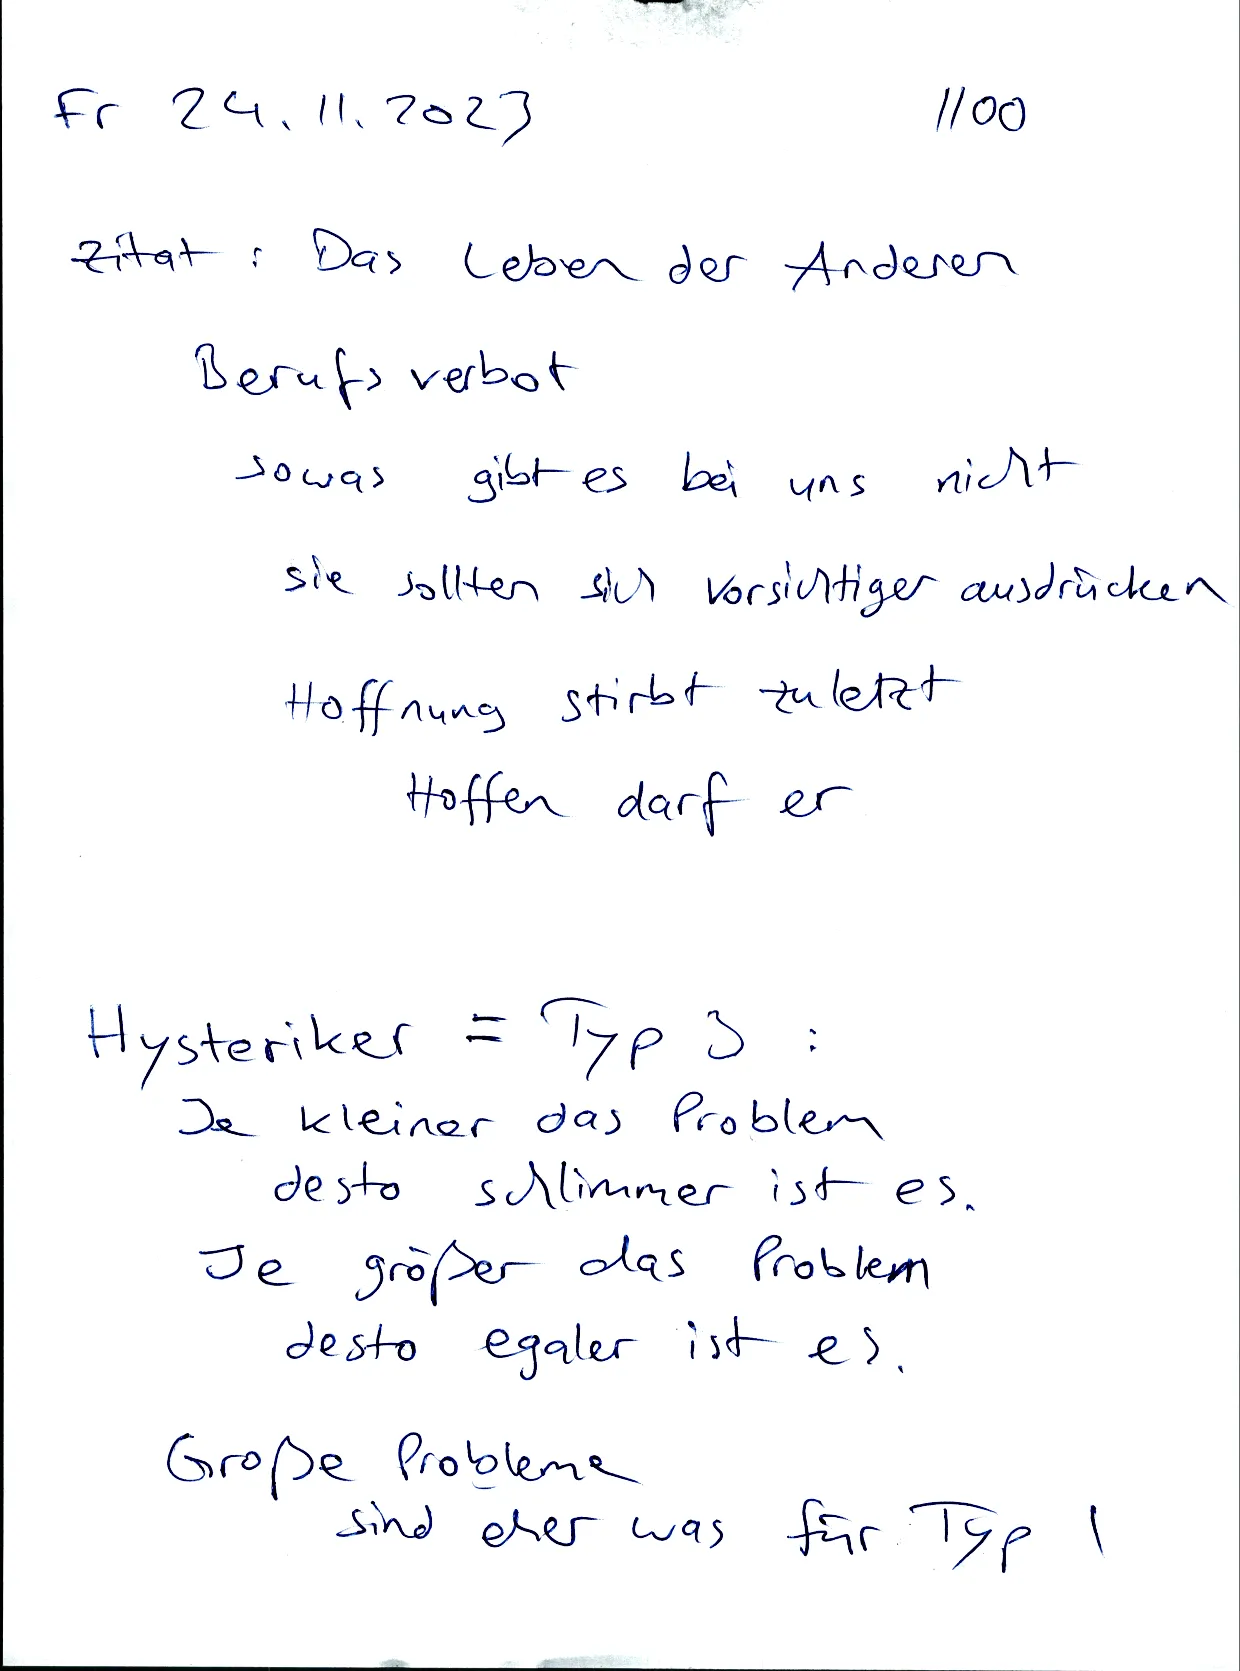 Fr 24.11.2023 1100
Zitat: Das Leben der Anderen
Berufsverbot
sowas gibt es bei uns nicht
sie sollten sich vorsichtiger ausdrücken
Hoffnung stirbt zuletzt
Hoffen darf er
Hysteriker = Typ 3 :
Je kleiner das Problem
desto schlimmer ist es.
Je größer das Problem
desto egaler ist es.
Große Probleme
sind eher was für Typ 1